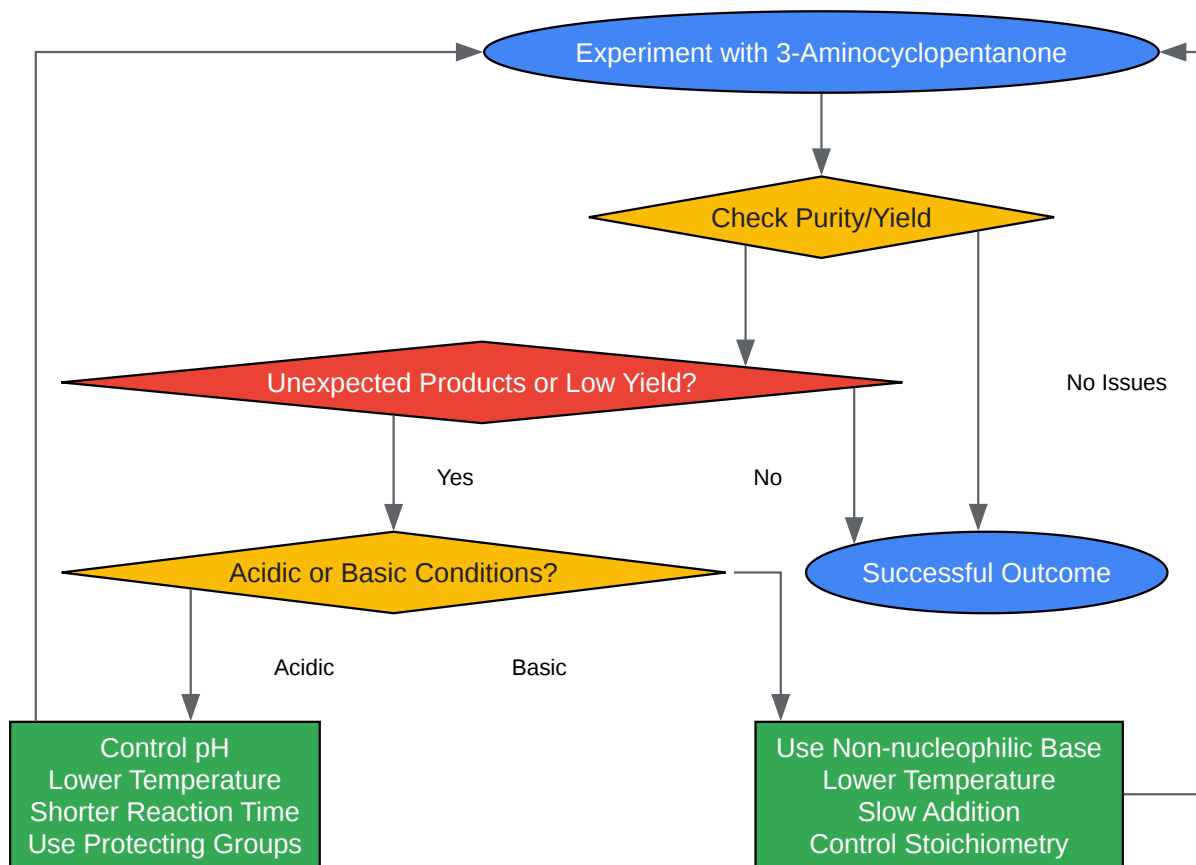 Experiment with 3-Aminocyclopentanone
Check Purity/Yield
Unexpected Products or Low Yield?
No Issues
Yes
No
Acidic or Basic Conditions?
Successful Outcome
Acidic
Basic
Control pH
Lower Temperature
Shorter Reaction Time
Use Protecting Groups
Use Non-nucleophilic Base
Lower Temperature
Slow Addition
Control Stoichiometry